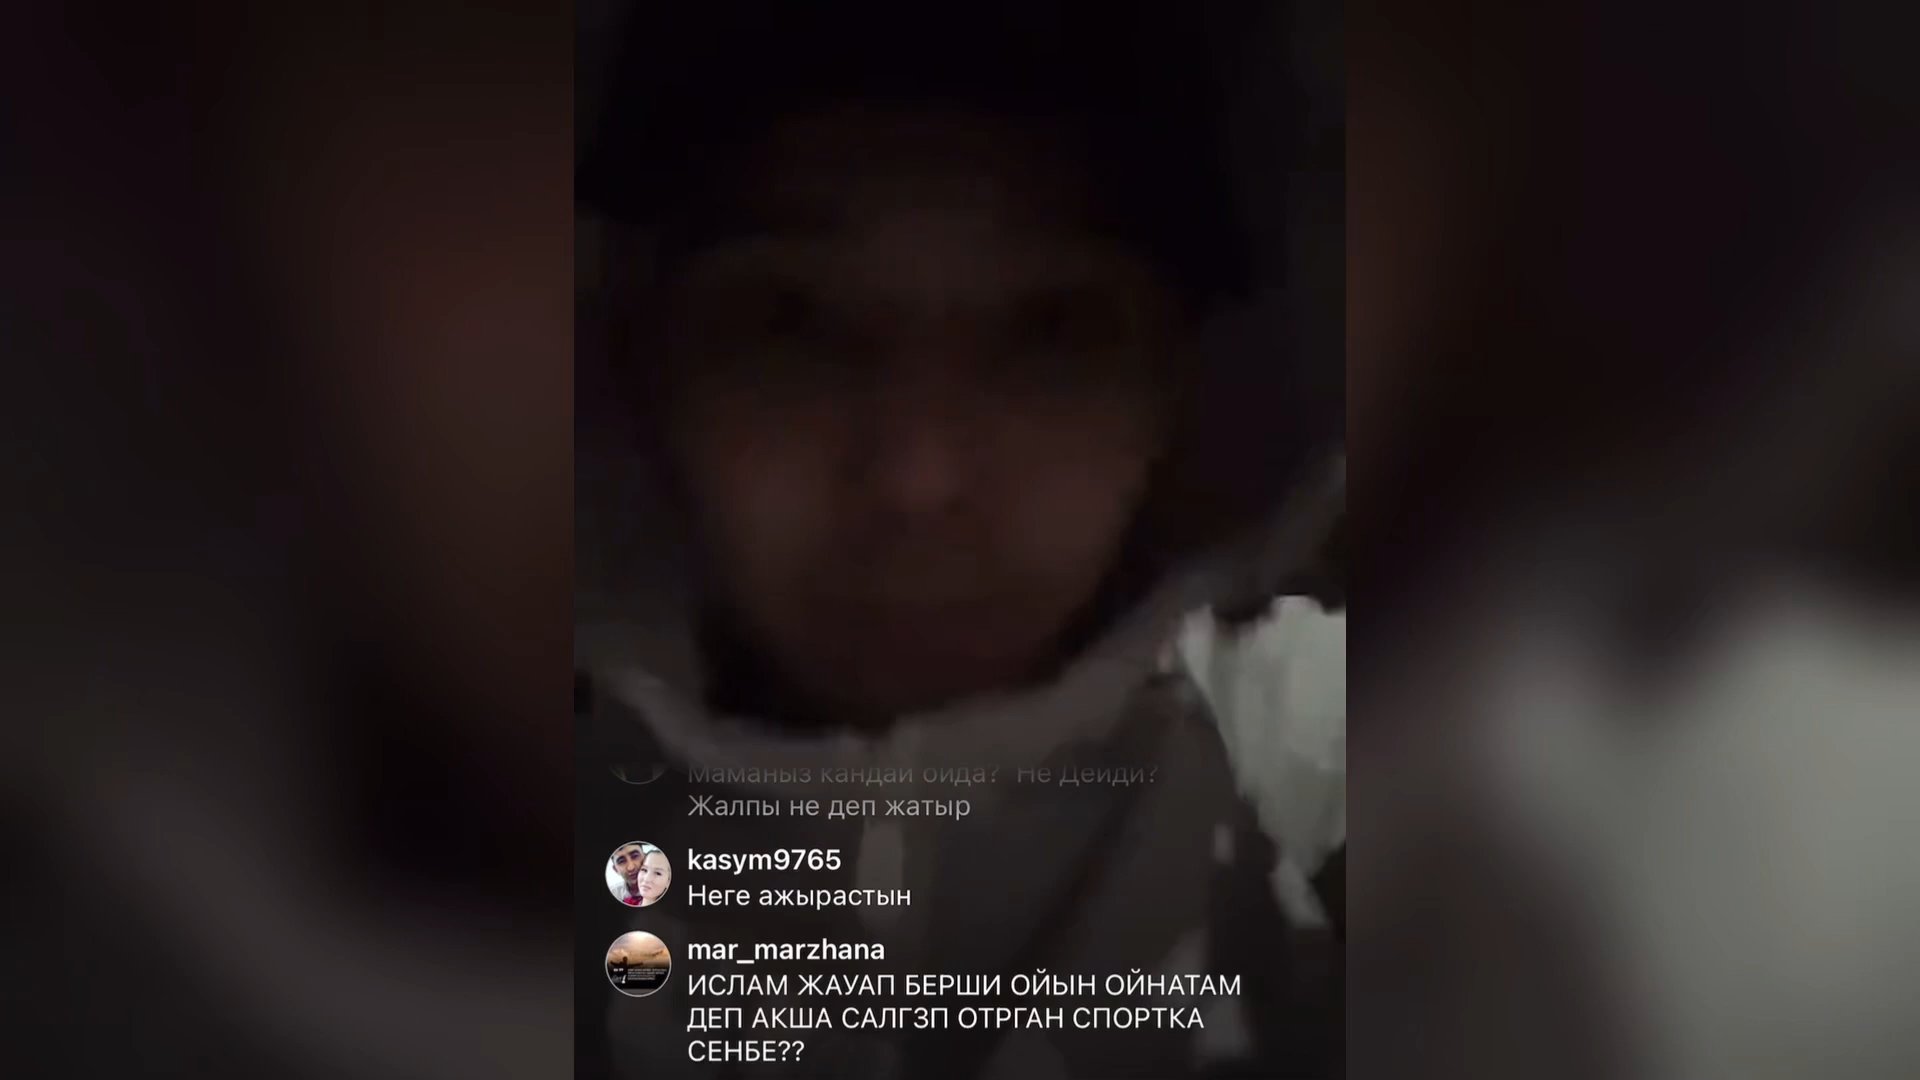 Маманыз кандай ойда? Не Дейди?
Жалпы не деп жатыр
kasym9765
Неге ажырастын
mar_marzhana
ИСЛАМ ЖАУАП БЕРШИ ОЙЫН ОЙНАТАМ
ДЕП АКША САЛГЗП ОТРГАН СПОРТКА
СЕНБЕ??